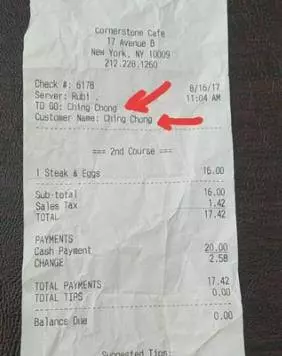 Cornerstone Cafe
17 Avenue B
New York, NY 10009
212.228.1260
Check #: 6178 8/16/17
Server: Rubi . 11:04 AM
TO GO: Ching Chong
Customer Name: Ching Chong
=== 2nd Course ===
1 Steak & Eggs 16.00
Sub-total 16.00
Sales Tax 1.42
TOTAL 17.42
PAYMENTS
Cash Payment 20.00
CHANGE 2.58
TOTAL PAYMENTS 17.42
TOTAL TIPS 0.00
Balance Due 0.00
Suggested Tips: